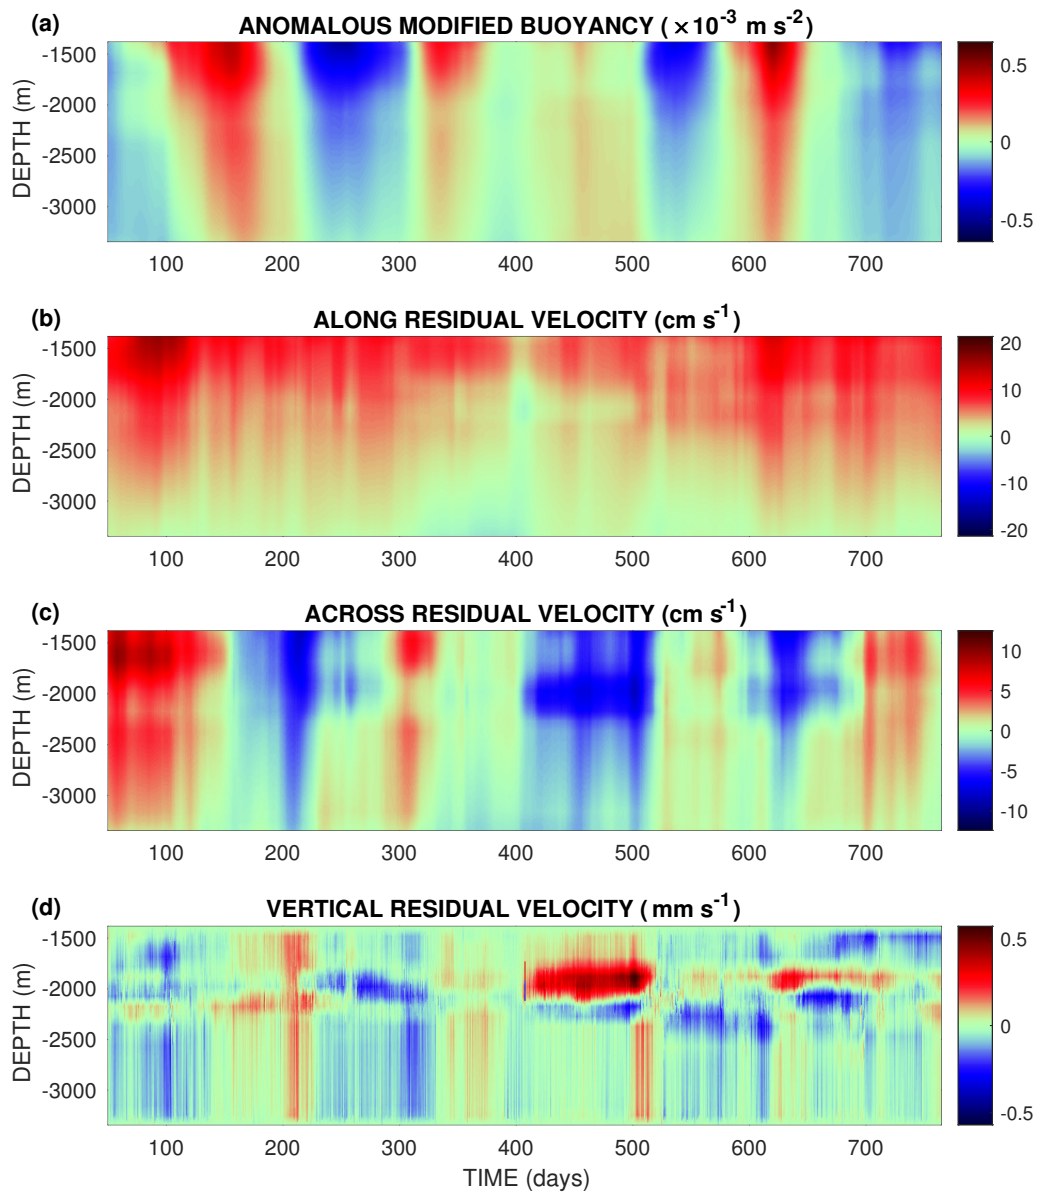 (a)
ANOMALOUS MODIFIED BUOYANCY ( ×10-3 m s-2)
DEPTH (m)
-1500
-2000
-2500
-3000
100 200 300 400 500 600 700
0.5
0
-0.5
(b)
ALONG RESIDUAL VELOCITY (cm s-1)
DEPTH (m)
-1500
-2000
-2500
-3000
100 200 300 400 500 600 700
20
10
0
-10
-20
(c)
ACROSS RESIDUAL VELOCITY (cm s-1)
DEPTH (m)
-1500
-2000
-2500
-3000
100 200 300 400 500 600 700
10
5
0
-5
-10
(d)
VERTICAL RESIDUAL VELOCITY ( mm s-1)
DEPTH (m)
-1500
-2000
-2500
-3000
100 200 300 400 500 600 700
TIME (days)
0.5
0
-0.5